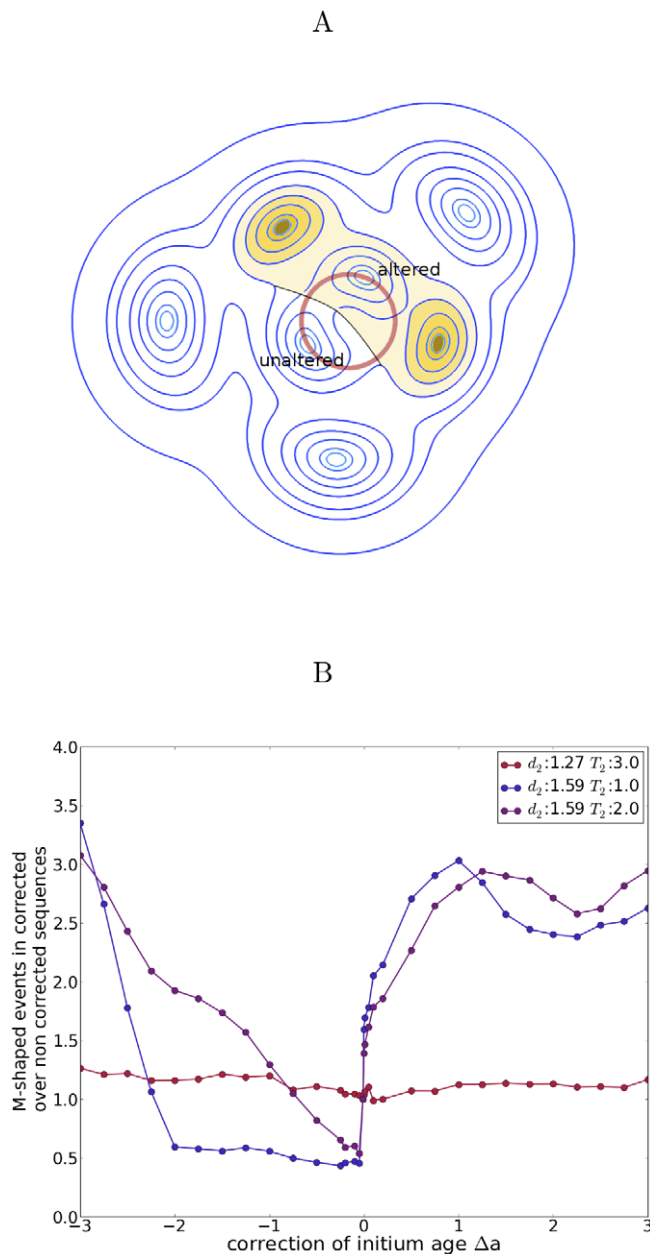 A
altered
unaltered
B
4.0
3.5
3.0
2.5
2.0
1.5
1.0
0.5
0.0
−3
−2
−1
0
1
2
3
M-shaped events in corrected
over non corrected sequences
correction of initium age Δa
d₂:1.27 T₂:3.0
d₂:1.59 T₂:1.0
d₂:1.59 T₂:2.0